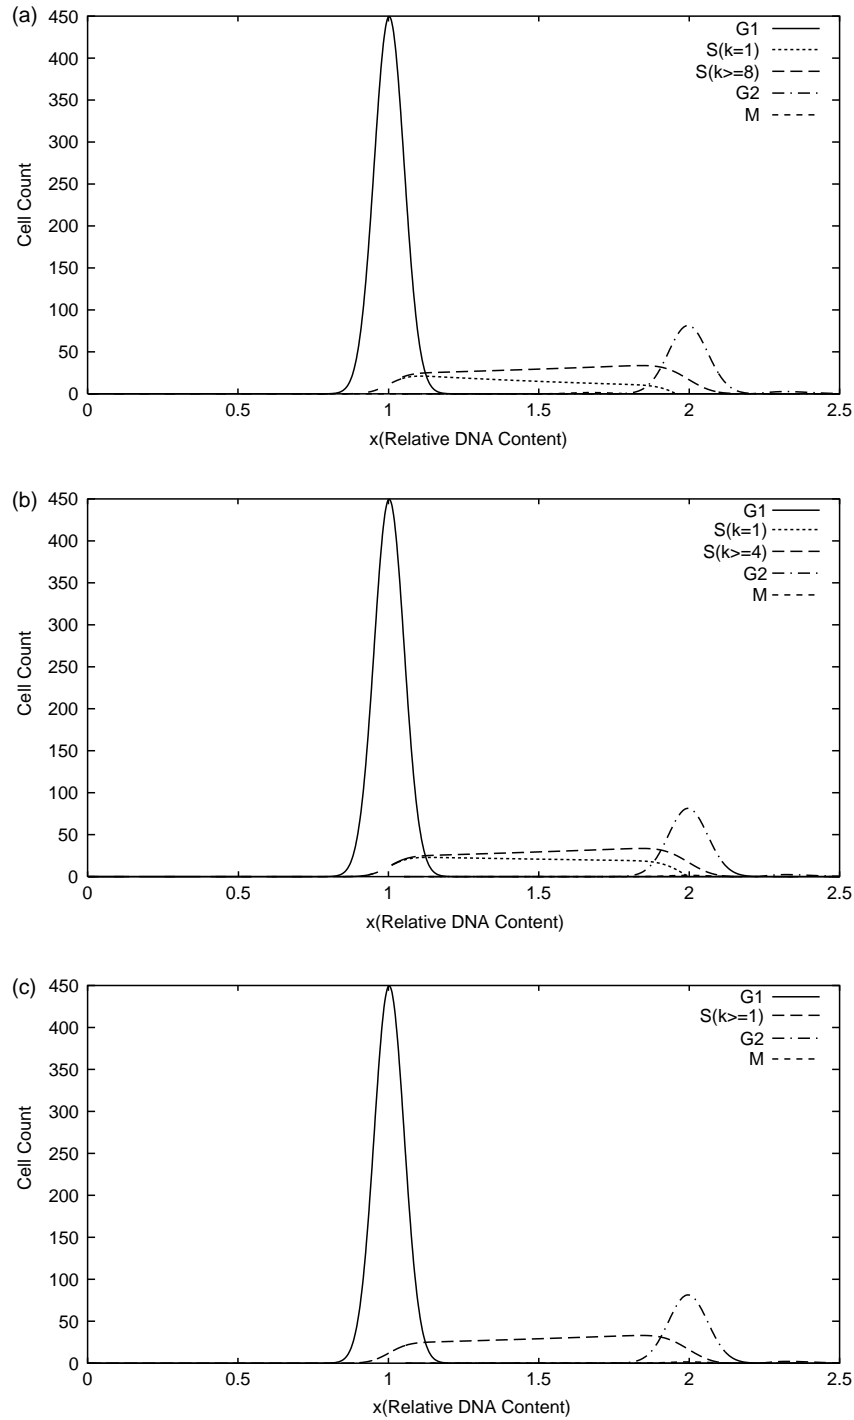 (a)
450
400
350
300
250
200
150
100
50
0
Cell Count
G1
S(k=1)
S(k>=8)
G2
M
0 0.5 1 1.5 2 2.5
x(Relative DNA Content)
(b)
450
400
350
300
250
200
150
100
50
0
Cell Count
G1
S(k=1)
S(k>=4)
G2
M
0 0.5 1 1.5 2 2.5
x(Relative DNA Content)
(c)
450
400
350
300
250
200
150
100
50
0
Cell Count
G1
S(k>=1)
G2
M
0 0.5 1 1.5 2 2.5
x(Relative DNA Content)